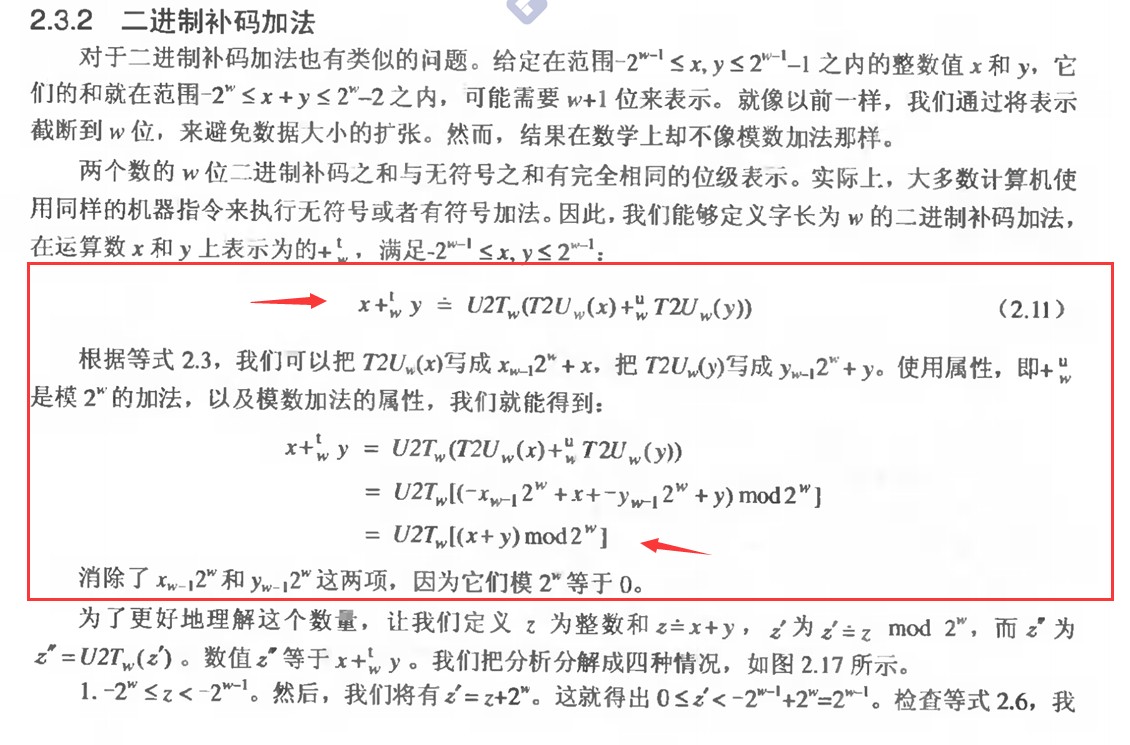 2.3.2 二进制补码加法
对于二进制补码加法也有类似的问题。给定在范围-2^{w-1} ≤ x, y ≤ 2^{w-1}-1 之内的整数值 x 和 y，它
们的和就在范围-2^w ≤ x + y ≤ 2^w-2 之内，可能需要 w+1 位来表示。就像以前一样，我们通过将表示
截断到 w 位，来避免数据大小的扩张。然而，结果在数学上却不像模数加法那样。
两个数的 w 位二进制补码之和与无符号之和有完全相同的位级表示。实际上，大多数计算机使
用同样的机器指令来执行无符号或者有符号加法。因此，我们能够定义字长为 w 的二进制补码加法，
在运算数 x 和 y 上表示为的+^t_w，满足-2^{w-1} ≤ x, y ≤ 2^{w-1}：
x +^t_w y ≐ U2T_w(T2U_w(x) +^u_w T2U_w(y)) （2.11）
根据等式 2.3，我们可以把 T2U_w(x)写成 x_{w-1}2^w + x，把 T2U_w(y)写成 y_{w-1}2^w + y。使用属性，即+^u_w
是模 2^w 的加法，以及模数加法的属性，我们就能得到：
x +^t_w y = U2T_w(T2U_w(x) +^u_w T2U_w(y))
= U2T_w[(-x_{w-1}2^w + x + -y_{w-1}2^w + y) mod 2^w]
= U2T_w[(x + y) mod 2^w]
消除了 x_{w-1}2^w 和 y_{w-1}2^w 这两项，因为它们模 2^w 等于 0。
为了更好地理解这个数量，让我们定义 z 为整数和 z ≐ x + y，z′ 为 z′ ≐ z mod 2^w，而 z″ 为
z″ = U2T_w(z′)。数值 z″ 等于 x +^t_w y。我们把分析分解成四种情况，如图 2.17 所示。
1. -2^w ≤ z < -2^{w-1}。然后，我们将有 z′ = z+2^w。这就得出 0 ≤ z′ < -2^{w-1}+2^w=2^{w-1}。检查等式 2.6，我